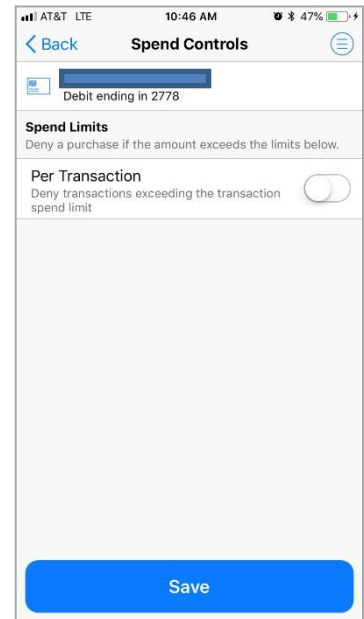 AT&T LTE 10:46 AM 47%
Back Spend Controls
Debit ending in 2778
Spend Limits
Deny a purchase if the amount exceeds the limits below.
Per Transaction
Deny transactions exceeding the transaction
spend limit
Save